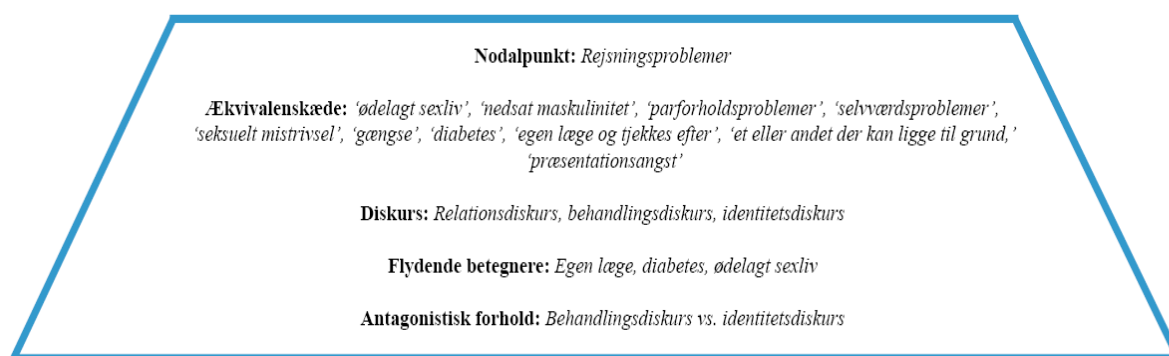 Nodalpunkt: Rejsningsproblemer
Ækvivalenskæde: ‘ødelagt sexliv’, ‘nedsat maskulinitet’, ‘parforholdsproblemer’, ‘selvværdsproblemer’,
‘seksuelt mistrivsel’, ‘gængse’, ‘diabetes’, ‘egen læge og tjekkes efter’, ‘et eller andet der kan ligge til grund,’
‘præsentationsangst’
Diskurs: Relationsdiskurs, behandlingsdiskurs, identitetsdiskurs
Flydende betegnere: Egen læge, diabetes, ødelagt sexliv
Antagonistisk forhold: Behandlingsdiskurs vs. identitetsdiskurs